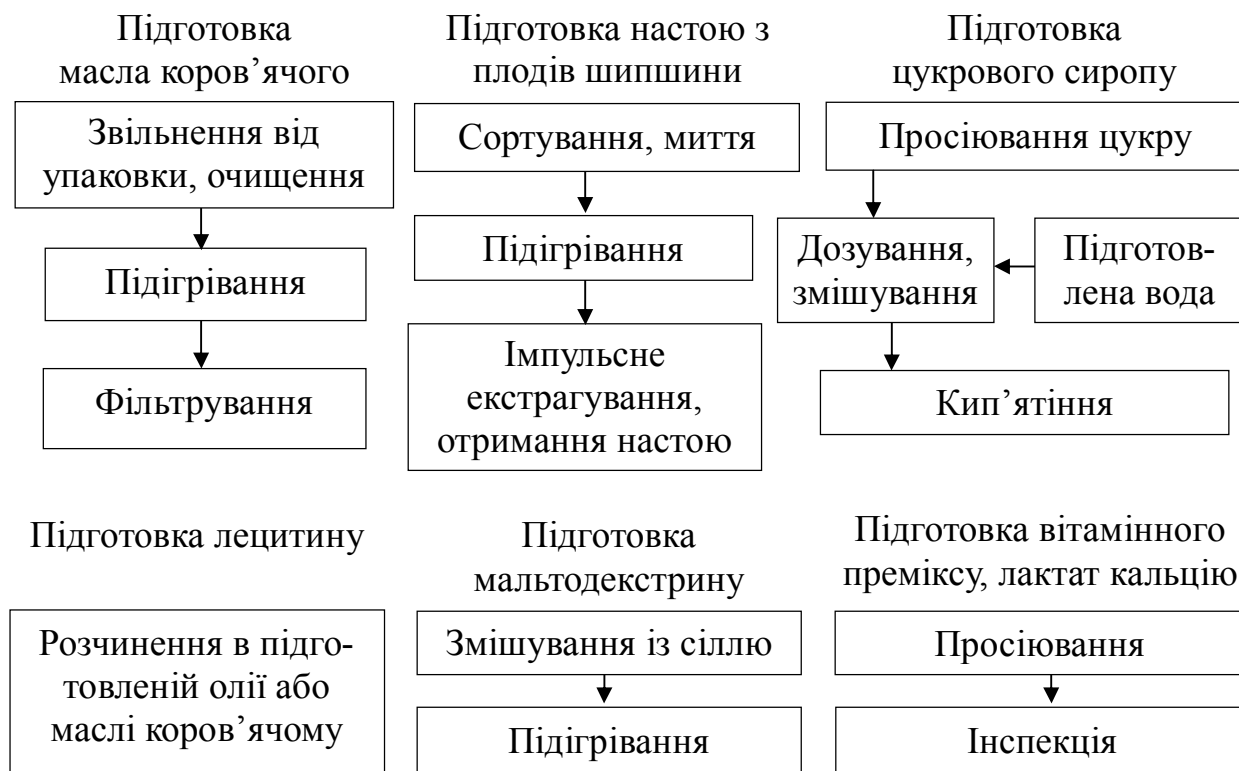 Підготовка
масла коров’ячого
Звільнення від
упаковки, очищення
Підігрівання
Фільтрування
Підготовка настою з
плодів шипшини
Сортування, миття
Підігрівання
Імпульсне
екстрагування,
отримання настою
Підготовка
цукрового сиропу
Просіювання цукру
Дозування,
змішування
Підготов-
лена вода
Кип’ятіння
Підготовка лецитину
Розчинення в підго-
товленій олії або
маслі коров’ячому
Підготовка
мальтодекстрину
Змішування із сіллю
Підігрівання
Підготовка вітамінного
преміксу, лактат кальцію
Просіювання
Інспекція